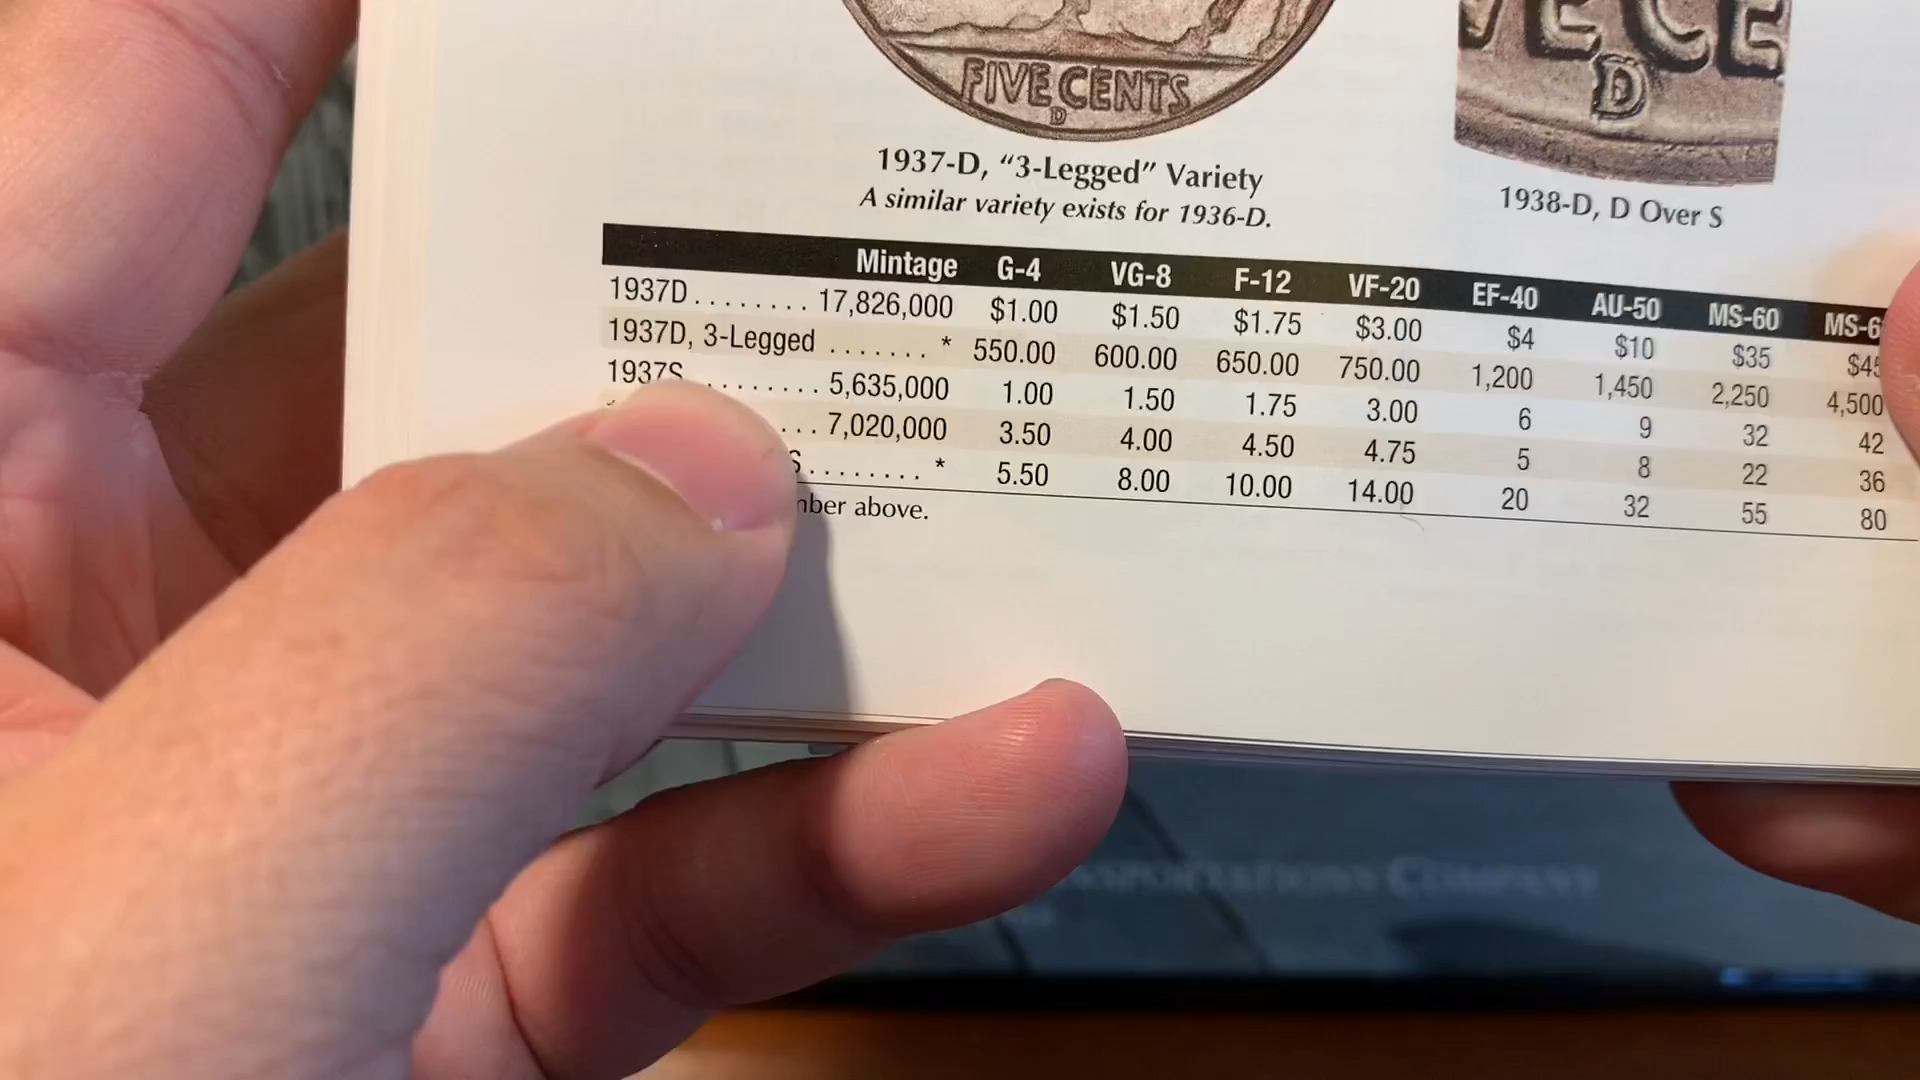 FIVE CENTS
D
VE CE
D
1937-D, “3-Legged” Variety
A similar variety exists for 1936-D.
1938-D, D Over S
Mintage G-4 VG-8 F-12 VF-20 EF-40 AU-50 MS-60 MS-6
1937D ........ 17,826,000 $1.00 $1.50 $1.75 $3.00 $4 $10 $35 $45
1937D, 3-Legged ....... * 550.00 600.00 650.00 750.00 1,200 1,450 2,250 4,500
1937S ........ 5,635,000 1.00 1.50 1.75 3.00 6 9 32 42
... 7,020,000 3.50 4.00 4.50 4.75 5 8 22 36
S ........ * 5.50 8.00 10.00 14.00 20 32 55 80
above.
COMPANY